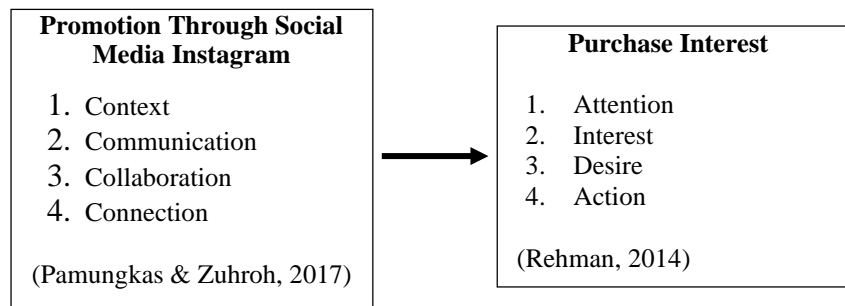 Promotion Through Social
Media Instagram
1. Context
2. Communication
3. Collaboration
4. Connection
(Pamungkas & Zuhroh, 2017)
Purchase Interest
1. Attention
2. Interest
3. Desire
4. Action
(Rehman, 2014)